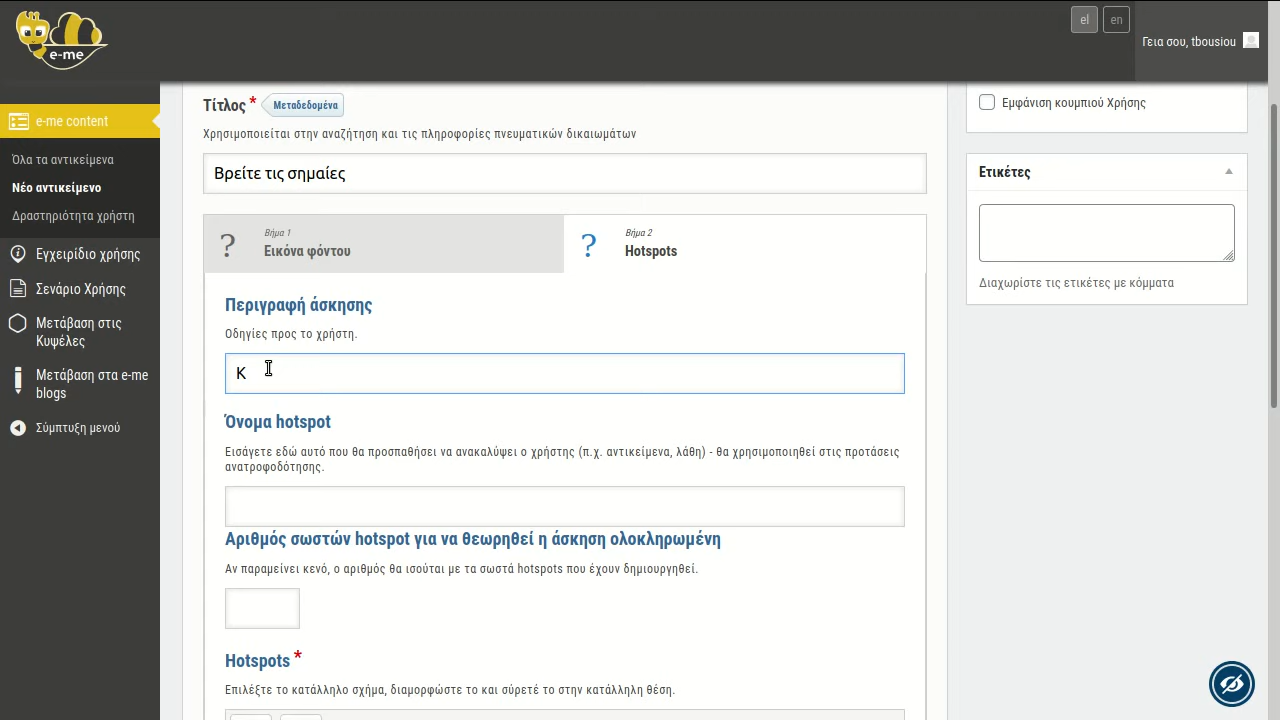 el
en
Γεια σου, tbousiou
e-me
e-me content
Όλα τα αντικείμενα
Νέο αντικείμενο
Δραστηριότητα χρήστη
Εγχειρίδιο χρήσης
Σενάριο Χρήσης
Μετάβαση στις
Κυψέλες
Μετάβαση στα e-me
blogs
Σύμπτυξη μενού
Τίτλος * Μεταδεδομένα
Χρησιμοποιείται στην αναζήτηση και τις πληροφορίες πνευματικών δικαιωμάτων
Βρείτε τις σημαίες
? Βήμα 1
Εικόνα φόντου
? Βήμα 2
Hotspots
Περιγραφή άσκησης
Οδηγίες προς το χρήστη.
Κ
Όνομα hotspot
Εισάγετε εδώ αυτό που θα προσπαθήσει να ανακαλύψει ο χρήστης (π.χ. αντικείμενα, λάθη) - θα χρησιμοποιηθεί στις προτάσεις
ανατροφοδότησης.
Αριθμός σωστών hotspot για να θεωρηθεί η άσκηση ολοκληρωμένη
Αν παραμείνει κενό, ο αριθμός θα ισούται με τα σωστά hotspots που έχουν δημιουργηθεί.
Hotspots *
Επιλέξτε το κατάλληλο σχήμα, διαμορφώστε το και σύρετέ το στην κατάλληλη θέση.
Εμφάνιση κουμπιού Χρήσης
Ετικέτες
Διαχωρίστε τις ετικέτες με κόμματα